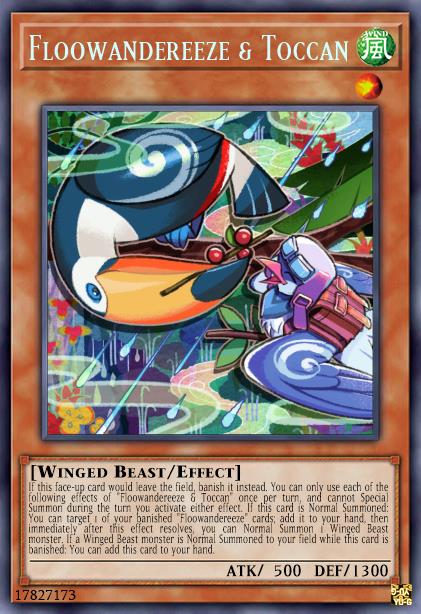 FLOOWANDEREEZE & TOCCAN
WIND
風
[WINGED BEAST/EFFECT]
If this face-up card would leave the field, banish it instead. You can only use each of the
following effects of "Floowandereeze & Toccan" once per turn, and cannot Special
Summon during the turn you activate either effect. If this card is Normal Summoned:
You can target 1 of your banished "Floowandereeze" cards; add it to your hand, then
immediately after this effect resolves, you can Normal Summon 1 Winged Beast
monster. If a Winged Beast monster is Normal Summoned to your field while this card is
banished: You can add this card to your hand.
ATK/ 500 DEF/1300
17827173